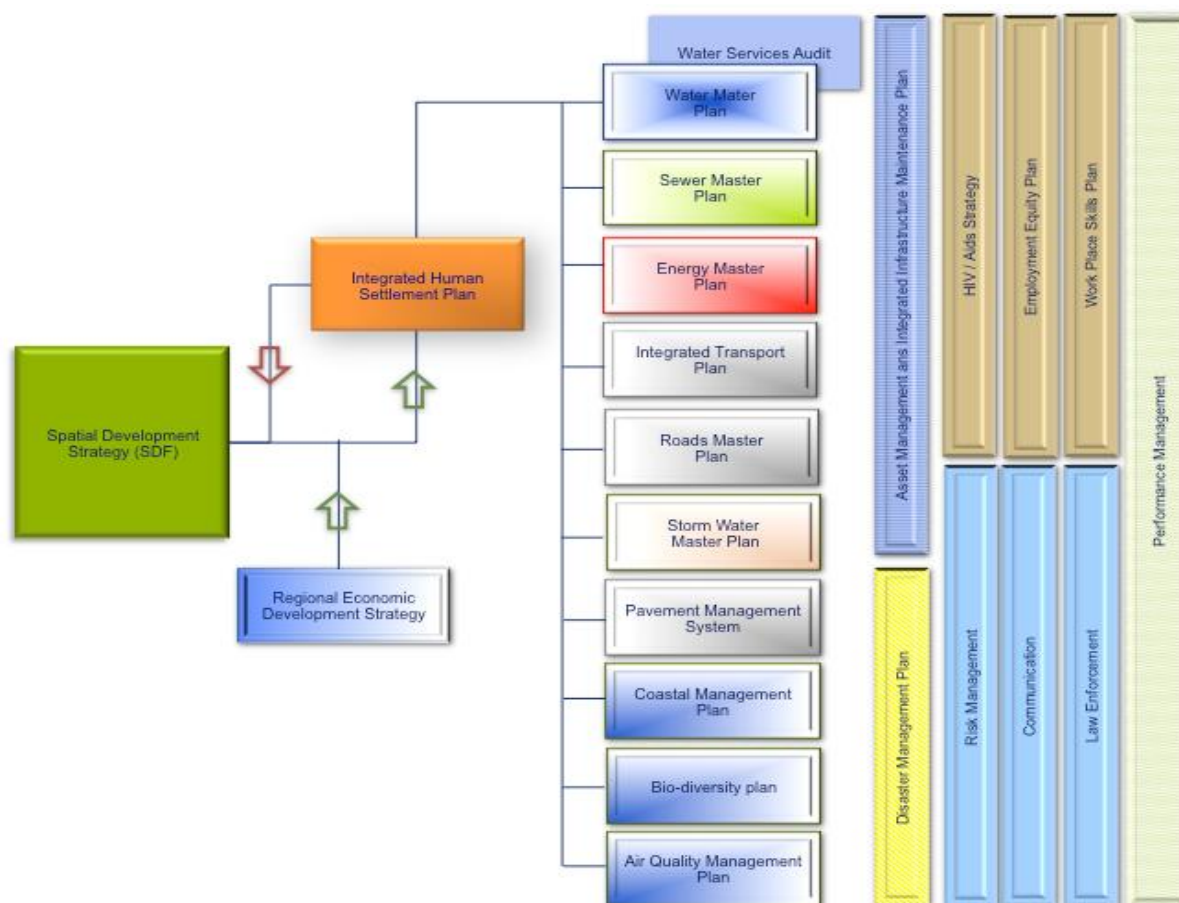 Water Services Audit
Water Mater
Plan
Sewer Master
Plan
Energy Master
Plan
Integrated Transport
Plan
Roads Master
Plan
Storm Water
Master Plan
Pavement Management
System
Coastal Management
Plan
Bio-diversity plan
Air Quality Management
Plan
Integrated Human
Settlement Plan
Spatial Development
Strategy (SDF)
Regional Economic
Development Strategy
Asset Management ans Integrated Infrastructure Maintenance Plan
Disaster Management Plan
HIV / Aids Strategy
Employment Equity Plan
Work Place Skills Plan
Risk Management
Communication
Law Enforcement
Performance Management